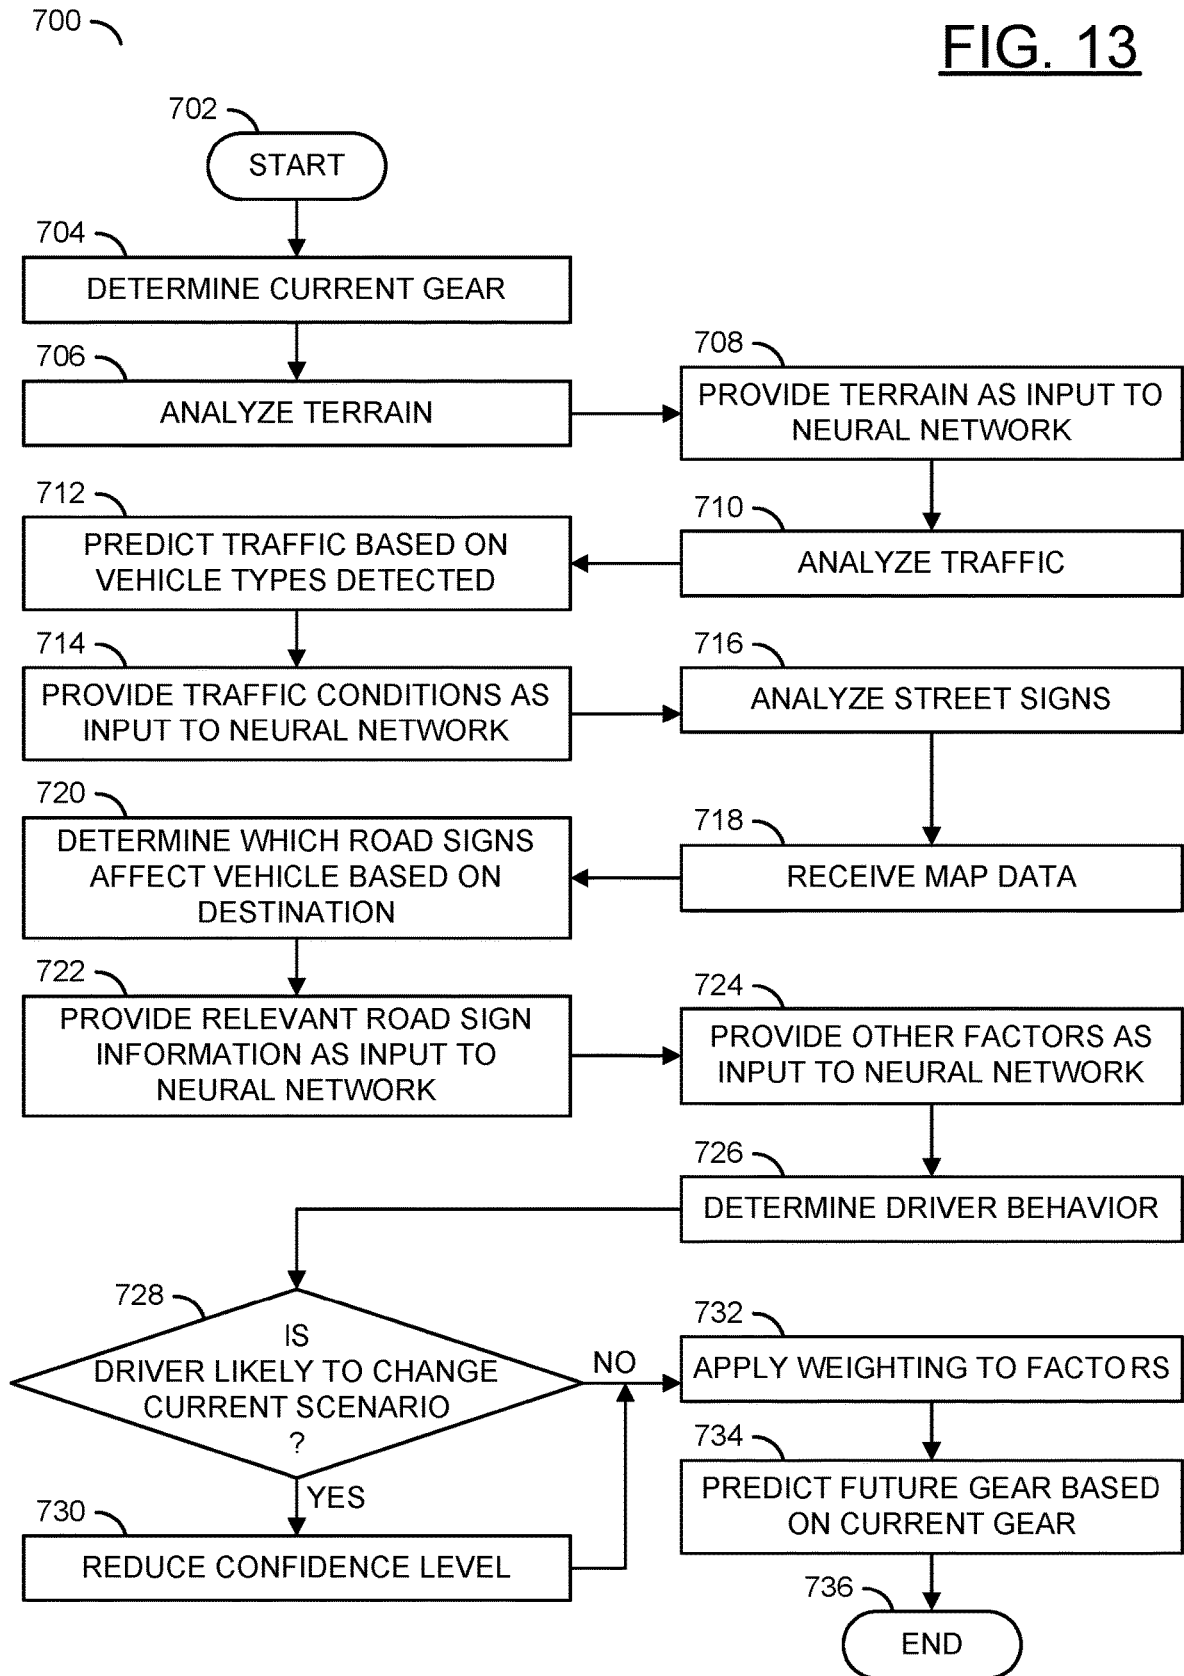 700
FIG. 13
702
START
704
DETERMINE CURRENT GEAR
706
ANALYZE TERRAIN
708
PROVIDE TERRAIN AS INPUT TO
NEURAL NETWORK
710
ANALYZE TRAFFIC
712
PREDICT TRAFFIC BASED ON
VEHICLE TYPES DETECTED
714
PROVIDE TRAFFIC CONDITIONS AS
INPUT TO NEURAL NETWORK
716
ANALYZE STREET SIGNS
718
RECEIVE MAP DATA
720
DETERMINE WHICH ROAD SIGNS
AFFECT VEHICLE BASED ON
DESTINATION
722
PROVIDE RELEVANT ROAD SIGN
INFORMATION AS INPUT TO
NEURAL NETWORK
724
PROVIDE OTHER FACTORS AS
INPUT TO NEURAL NETWORK
726
DETERMINE DRIVER BEHAVIOR
728
IS
DRIVER LIKELY TO CHANGE
CURRENT SCENARIO
?
NO
YES
730
REDUCE CONFIDENCE LEVEL
732
APPLY WEIGHTING TO FACTORS
734
PREDICT FUTURE GEAR BASED
ON CURRENT GEAR
736
END